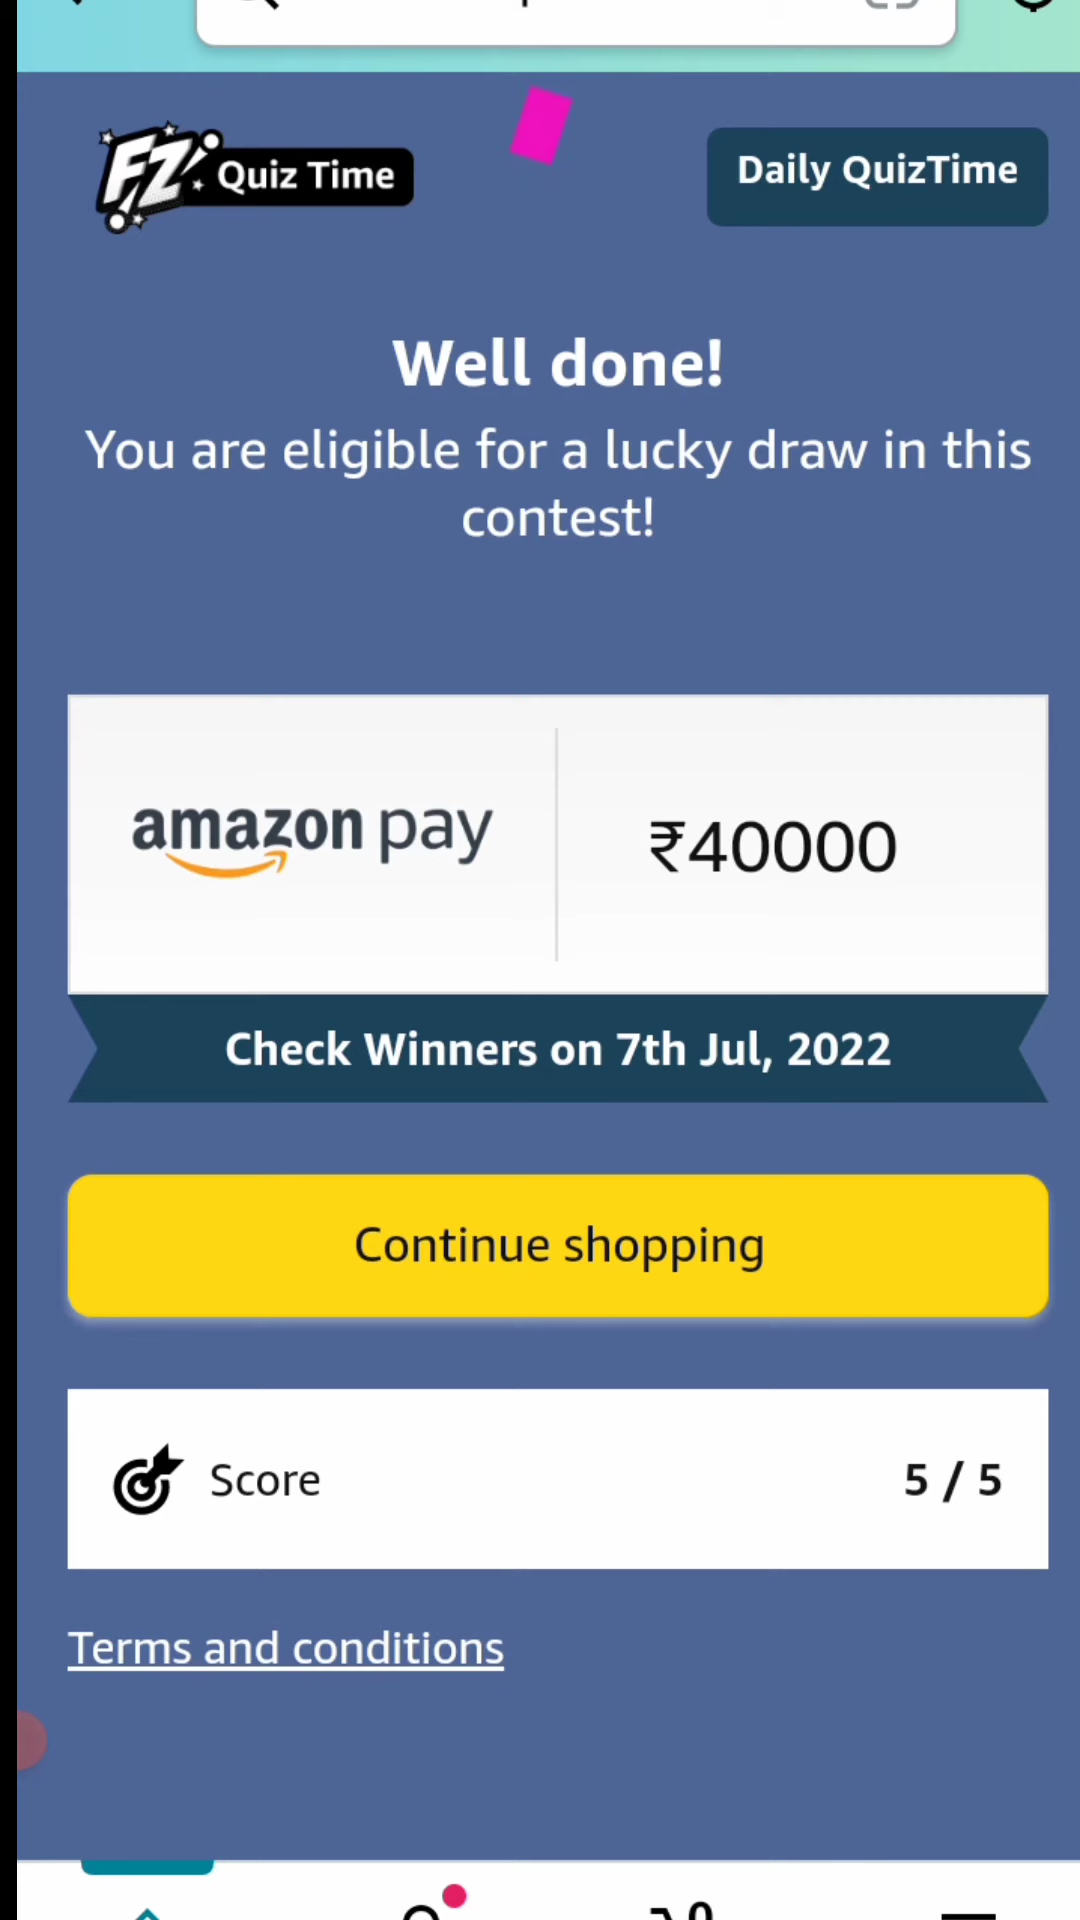 FZ Quiz Time
Daily QuizTime
Well done!
You are eligible for a lucky draw in this
contest!
amazon pay
₹40000
Check Winners on 7th Jul, 2022
Continue shopping
Score
5 / 5
Terms and conditions
0